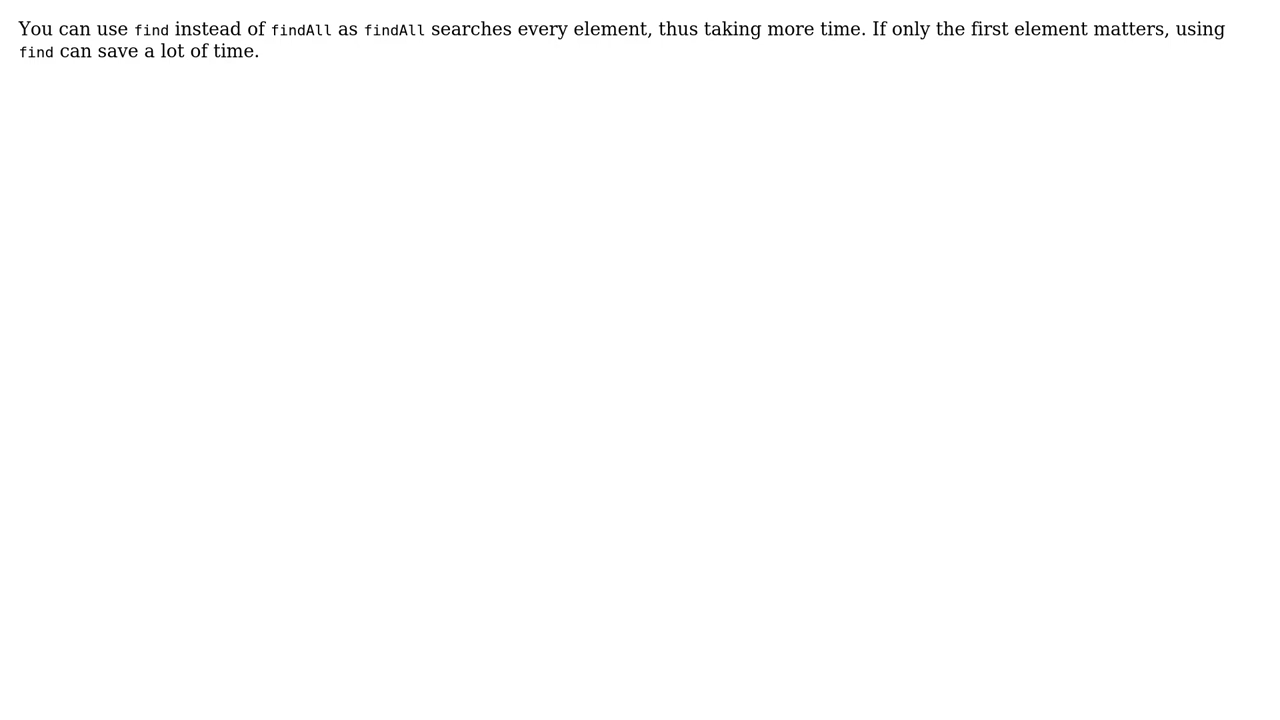 You can use find instead of findAll as findAll searches every element, thus taking more time. If only the first element matters, using
find can save a lot of time.